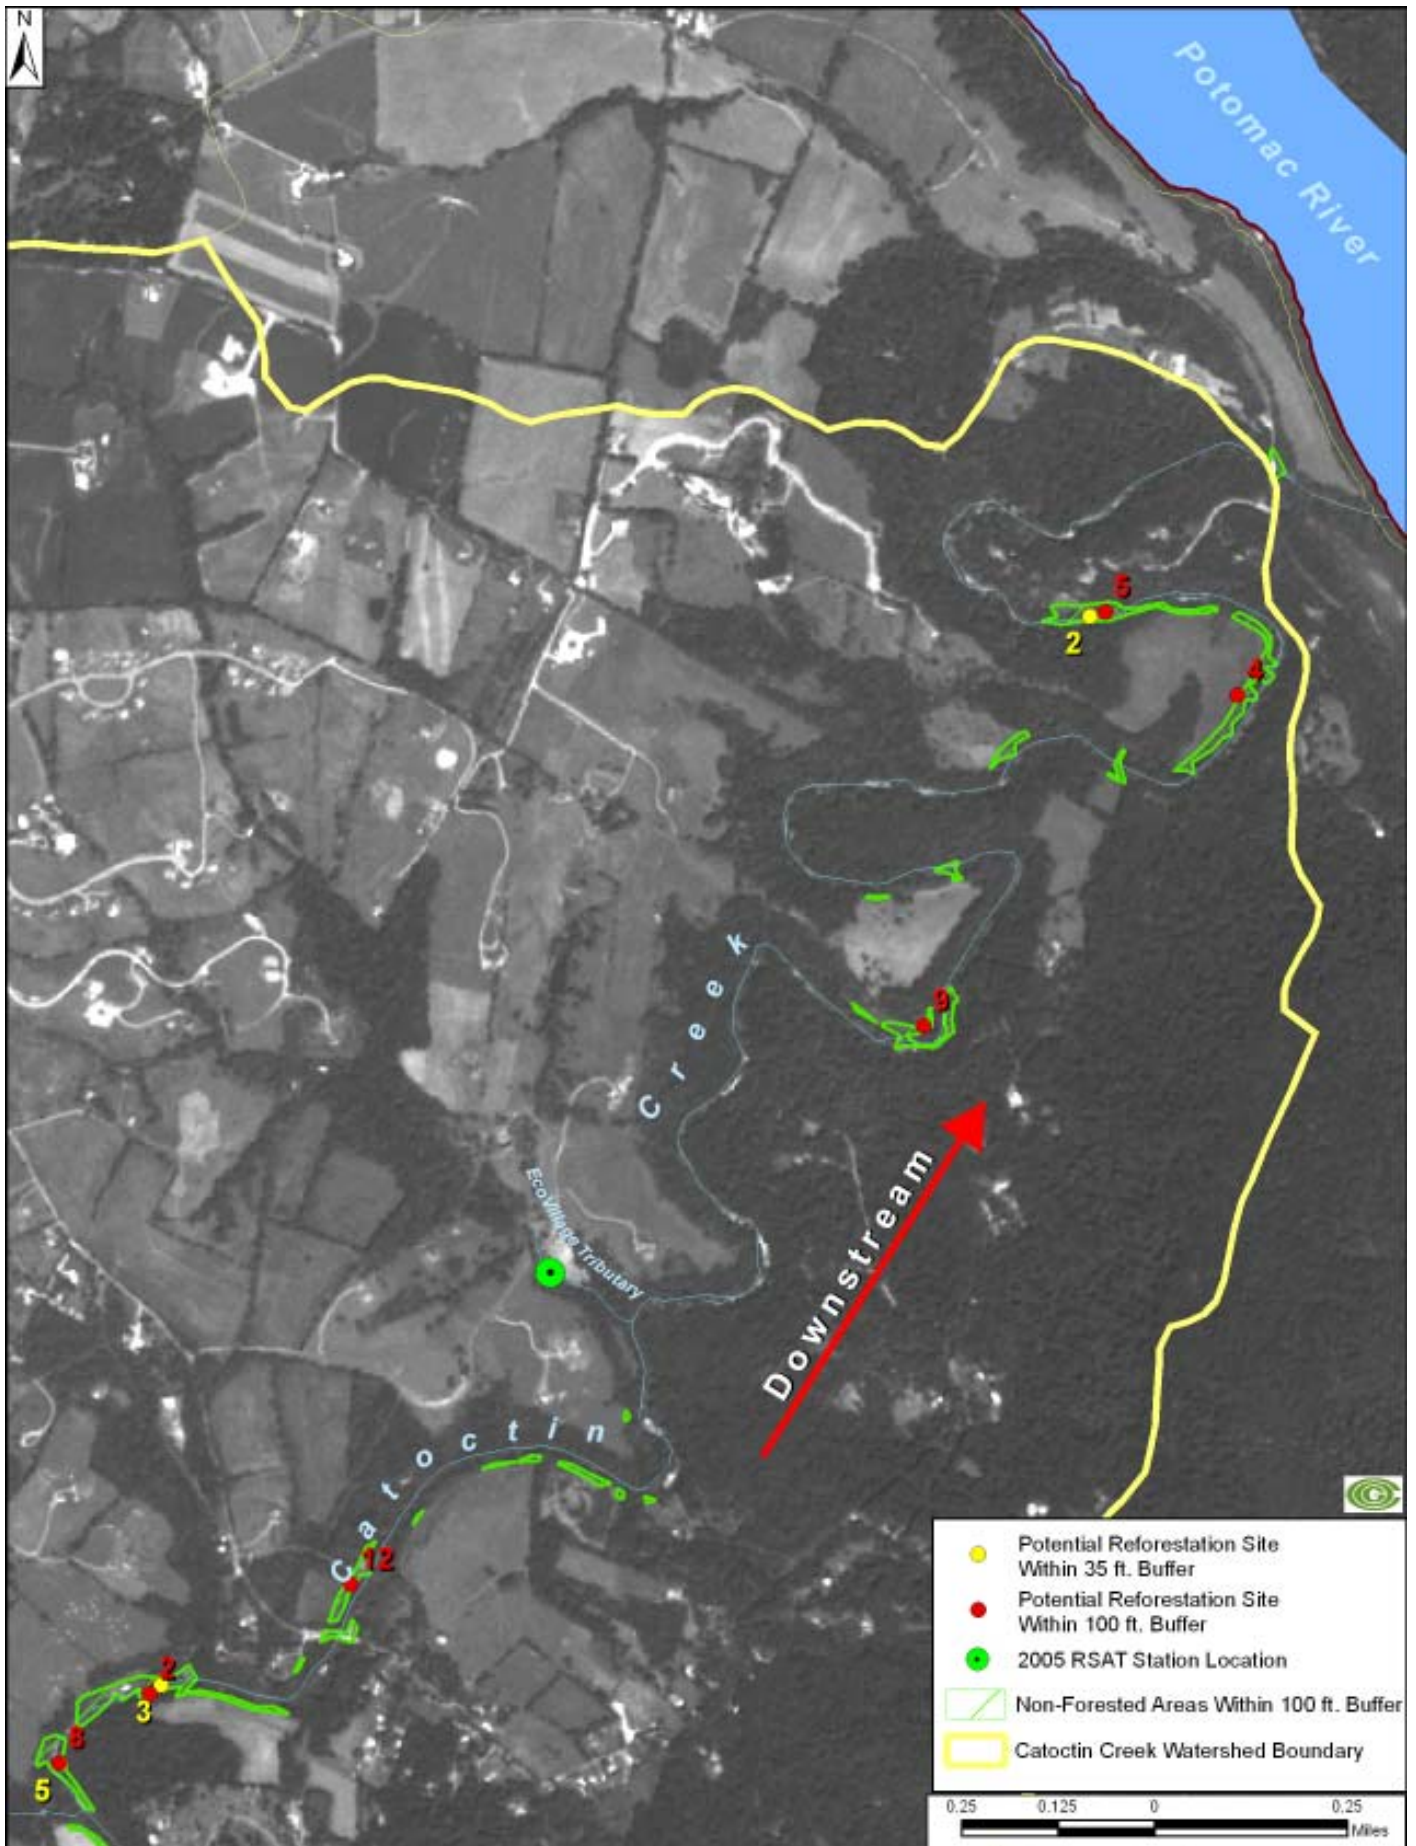 N
Potomac River
5
2
4
Creek
9
EcoVillage Tributary
Downstream
Catoctin
12
2
3
8
5
Potential Reforestation Site
Within 35 ft. Buffer
Potential Reforestation Site
Within 100 ft. Buffer
2005 RSAT Station Location
Non-Forested Areas Within 100 ft. Buffer
Catoctin Creek Watershed Boundary
0.25 0.125 0 0.25
Miles